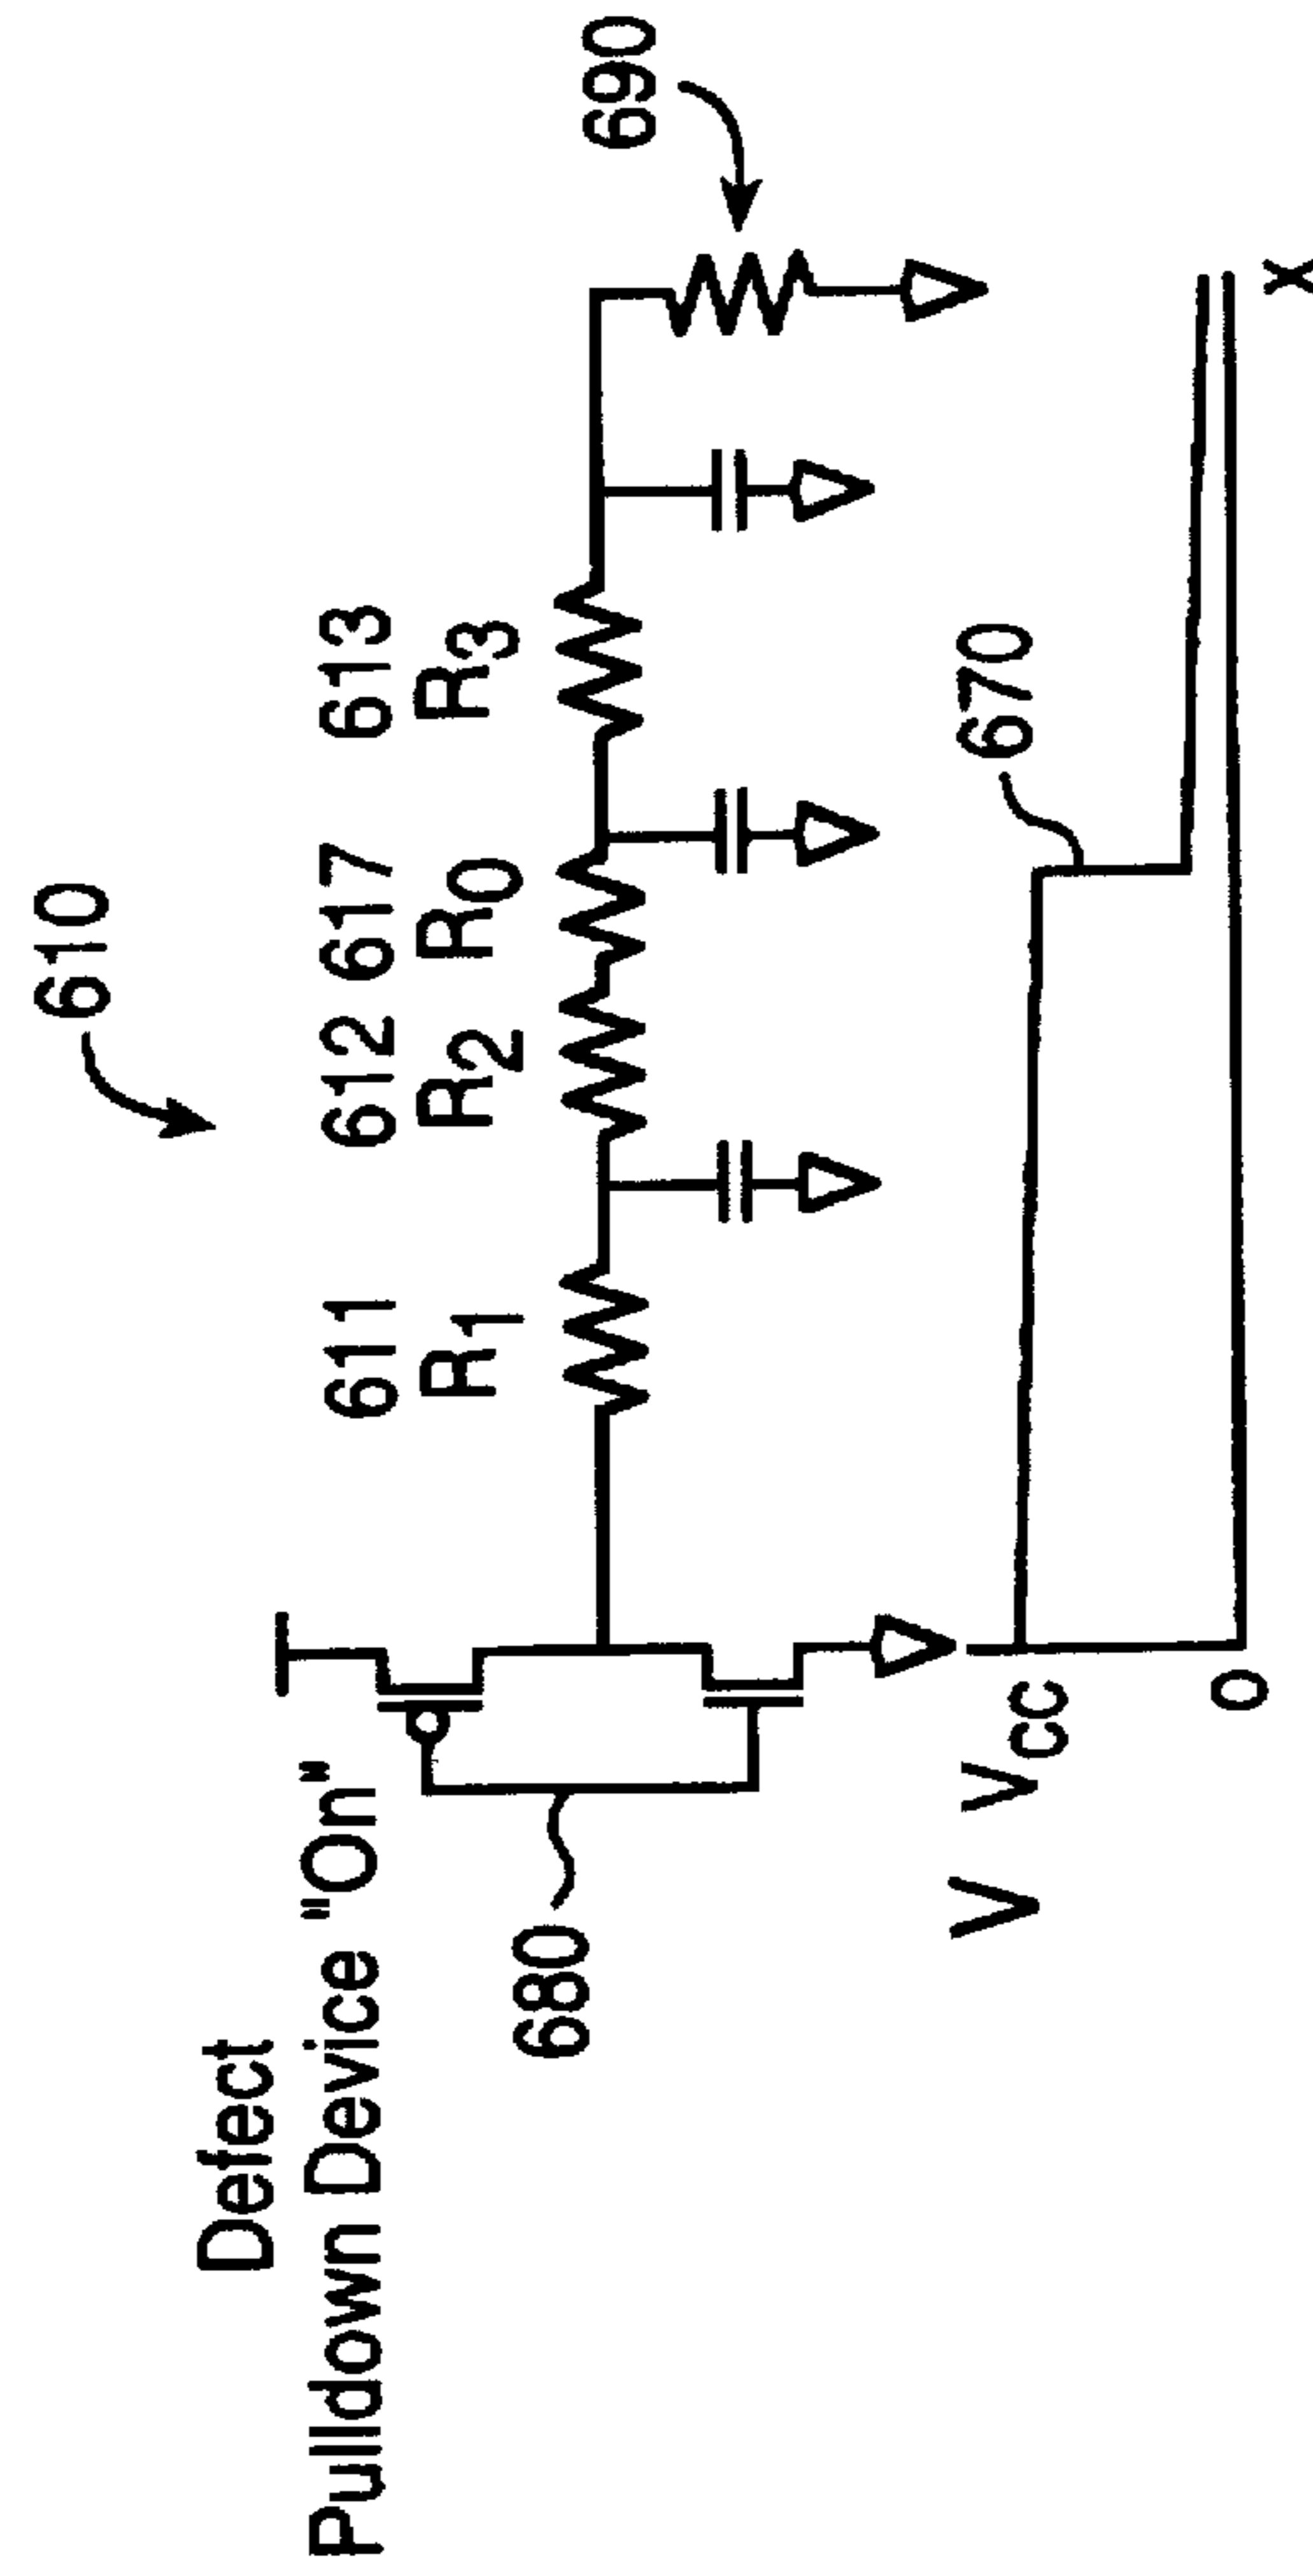 610
Defect
Pulldown Device "On"
611 612 617 613
R1 R2 R0 R3
680
690
670
V
VCC
0
X